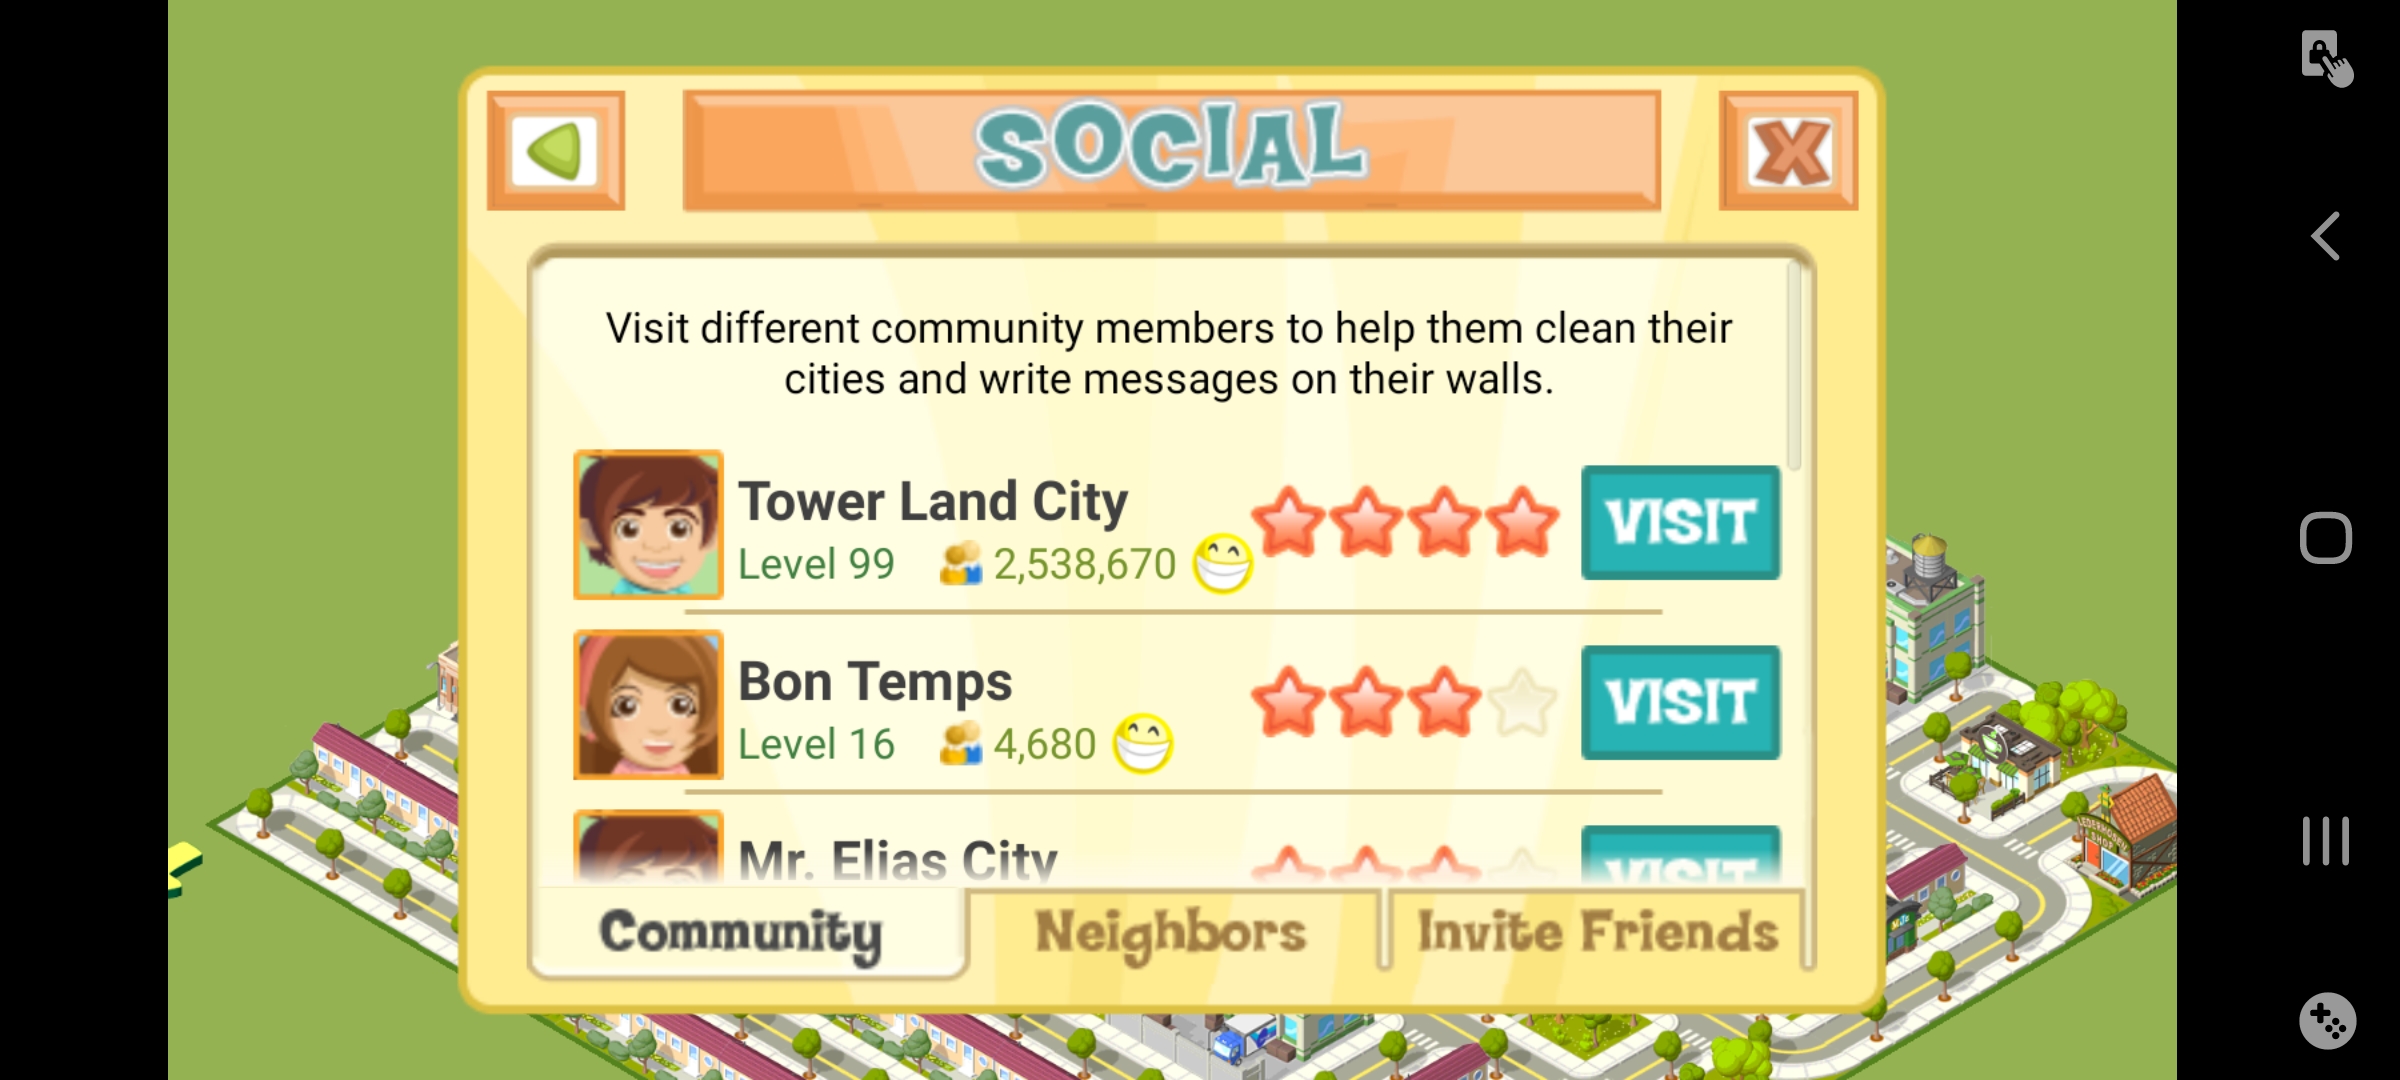 SOCIAL
Visit different community members to help them clean their
cities and write messages on their walls.
Tower Land City
Level 99 2,538,670
VISIT
Bon Temps
Level 16 4,680
VISIT
Mr. Elias City
VISIT
Community Neighbors Invite Friends